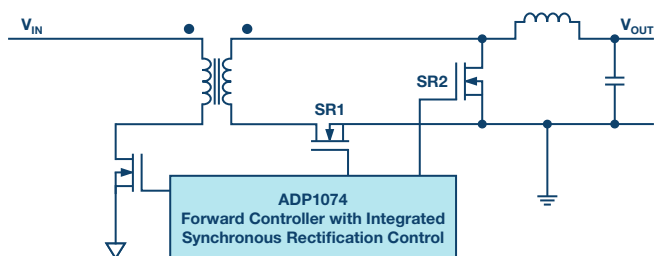 VIN
VOUT
SR2
SR1
ADP1074
Forward Controller with Integrated
Synchronous Rectification Control